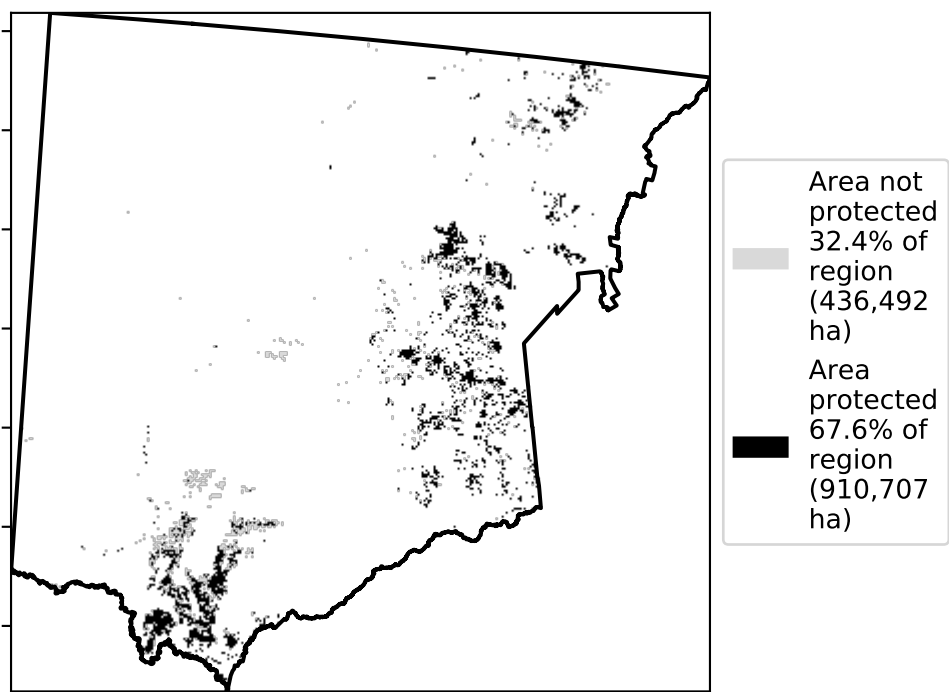 Area not
protected
32.4% of
region
(436,492
ha)
Area
protected
67.6% of
region
(910,707
ha)